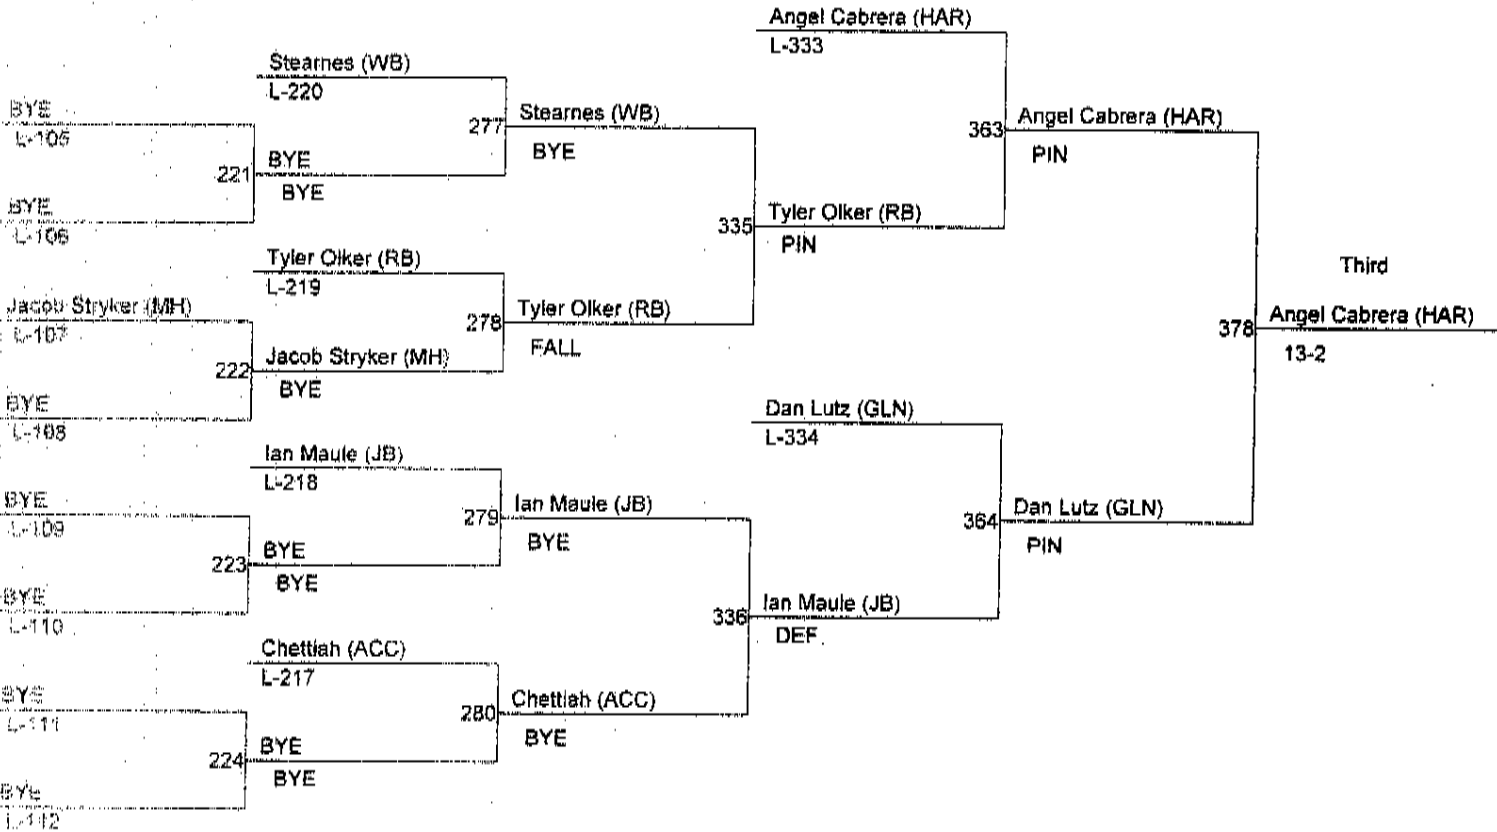 Angel Cabrera (HAR)
L-333
Stearnes (WB)
L-220
BYE
L-105
277
Stearnes (WB)
BYE
363
Angel Cabrera (HAR)
PIN
221
BYE
BYE
BYE
L-106
335
Tyler Olker (RB)
PIN
Tyler Olker (RB)
L-219
Third
Jacob Stryker (MH)
L-107
278
Tyler Olker (RB)
FALL
378
Angel Cabrera (HAR)
13-2
222
Jacob Stryker (MH)
BYE
BYE
L-108
Dan Lutz (GLN)
L-334
Ian Maule (JB)
L-218
BYE
L-109
279
Ian Maule (JB)
BYE
364
Dan Lutz (GLN)
PIN
223
BYE
BYE
BYE
L-110
336
Ian Maule (JB)
DEF
Chettiah (ACC)
L-217
BYE
L-111
280
Chettiah (ACC)
BYE
224
BYE
BYE
BYE
L-112